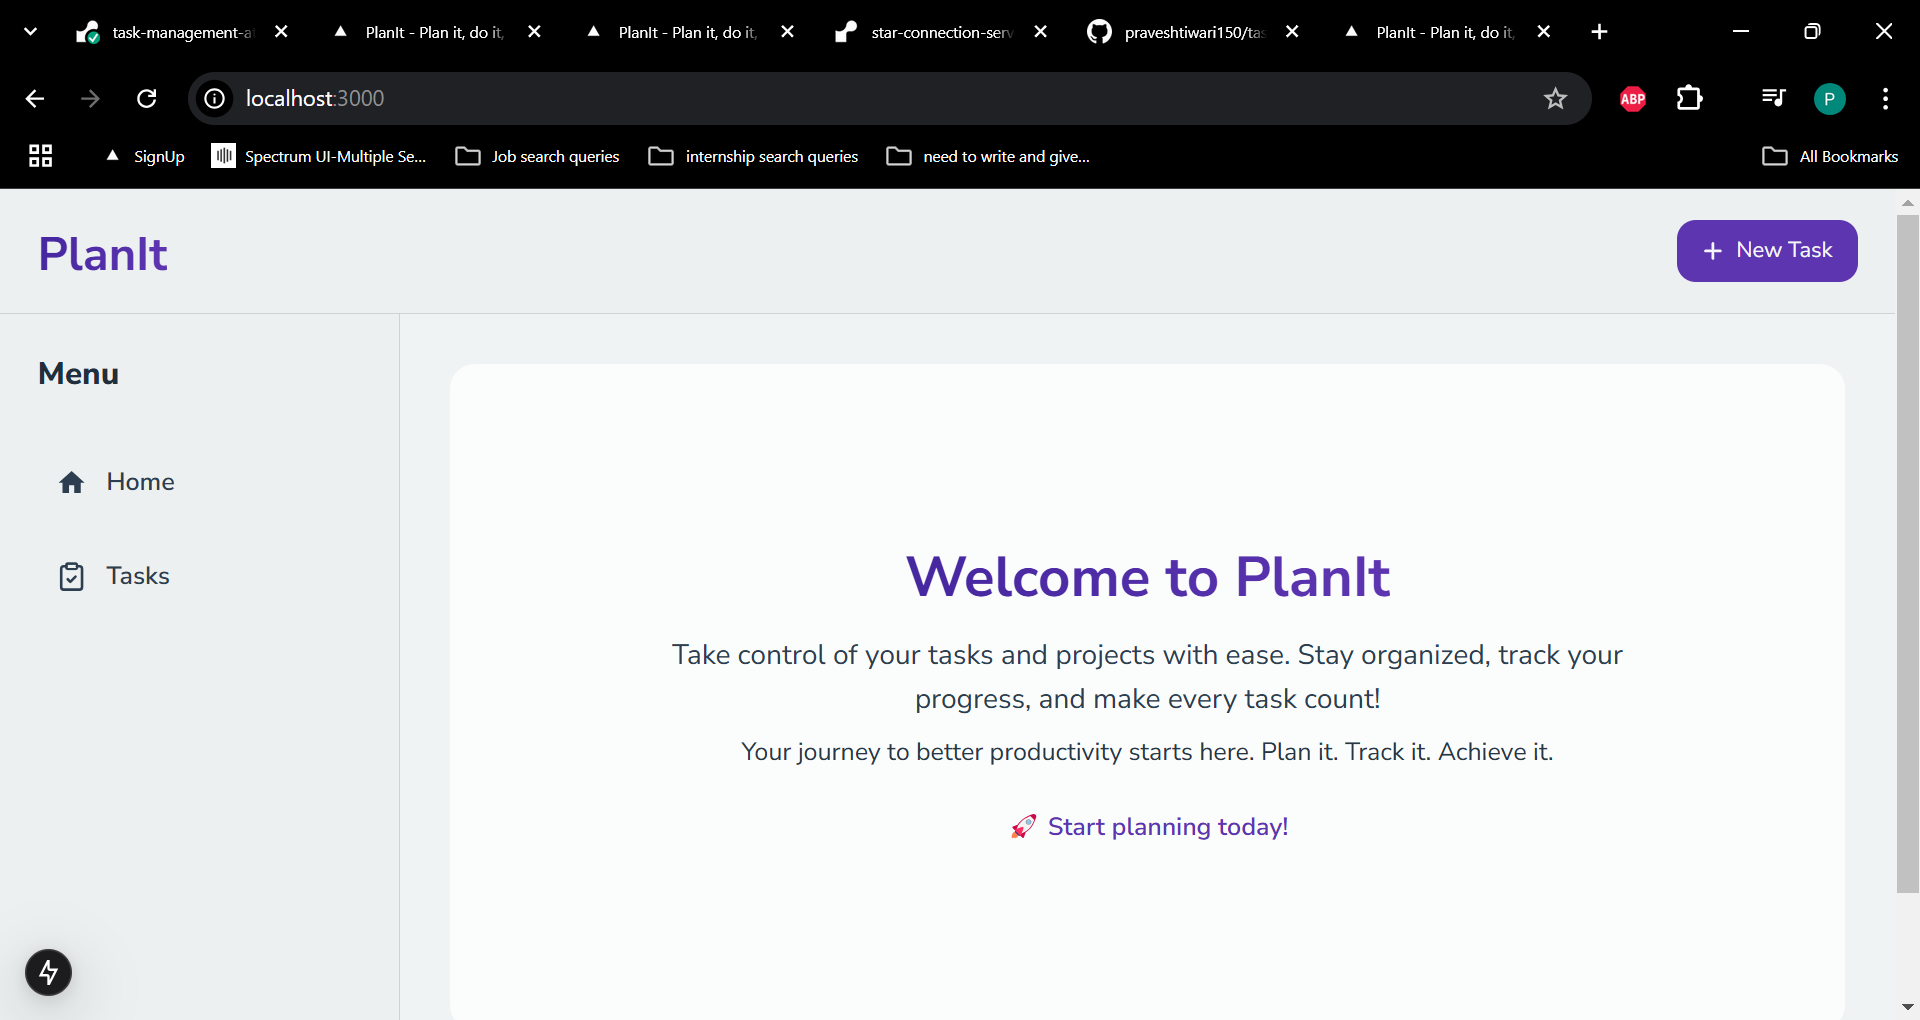 task-management-a
PlanIt - Plan it, do it,
PlanIt - Plan it, do it,
star-connection-serv
praveshtiwari150/tas
PlanIt - Plan it, do it,
localhost:3000
ABP
P
SignUp
Spectrum UI-Multiple Se...
Job search queries
internship search queries
need to write and give...
All Bookmarks
PlanIt
+ New Task
Menu
Home
Tasks
Welcome to PlanIt
Take control of your tasks and projects with ease. Stay organized, track your
progress, and make every task count!
Your journey to better productivity starts here. Plan it. Track it. Achieve it.
🚀 Start planning today!